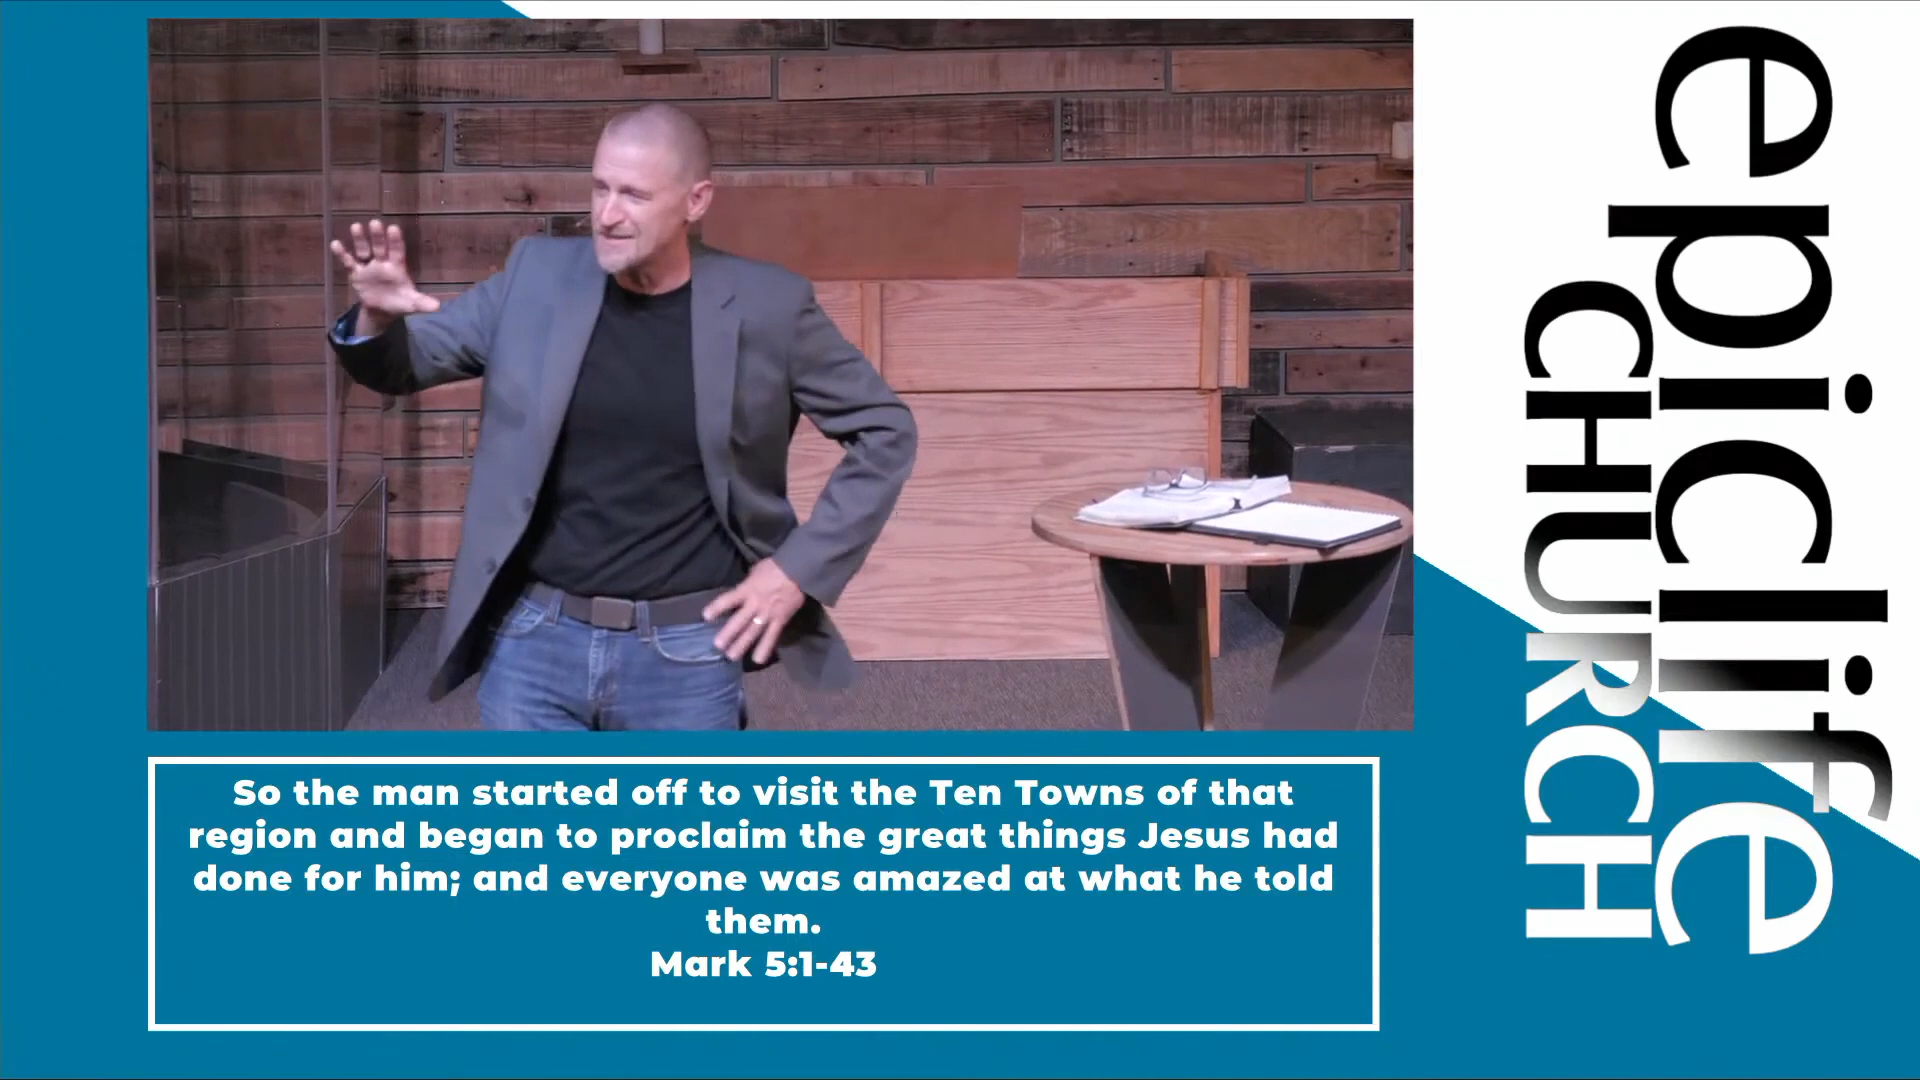 So the man started off to visit the Ten Towns of that
region and began to proclaim the great things Jesus had
done for him; and everyone was amazed at what he told
them.
Mark 5:1-43
epiclife
CHURCH